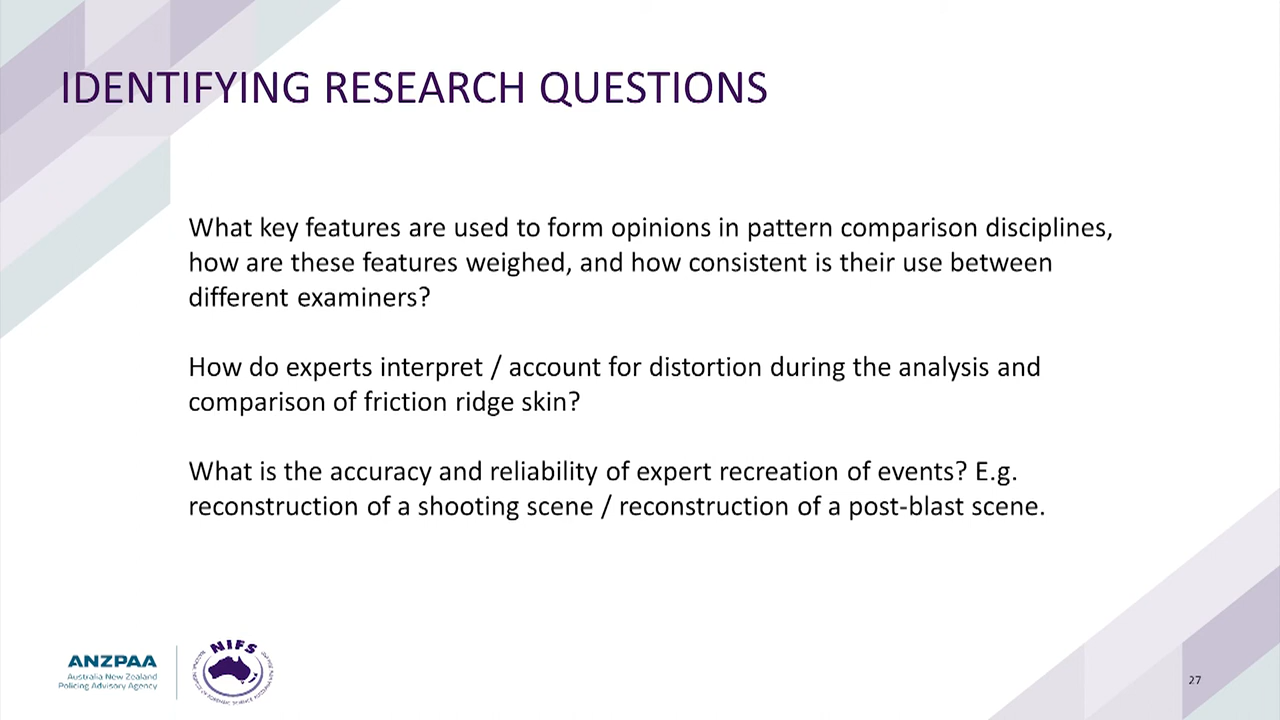 IDENTIFYING RESEARCH QUESTIONS
What key features are used to form opinions in pattern comparison disciplines,
how are these features weighed, and how consistent is their use between
different examiners?
How do experts interpret / account for distortion during the analysis and
comparison of friction ridge skin?
What is the accuracy and reliability of expert recreation of events? E.g.
reconstruction of a shooting scene / reconstruction of a post-blast scene.
ANZPAA
Australia New Zealand
Policing Advisory Agency
NIFS
27